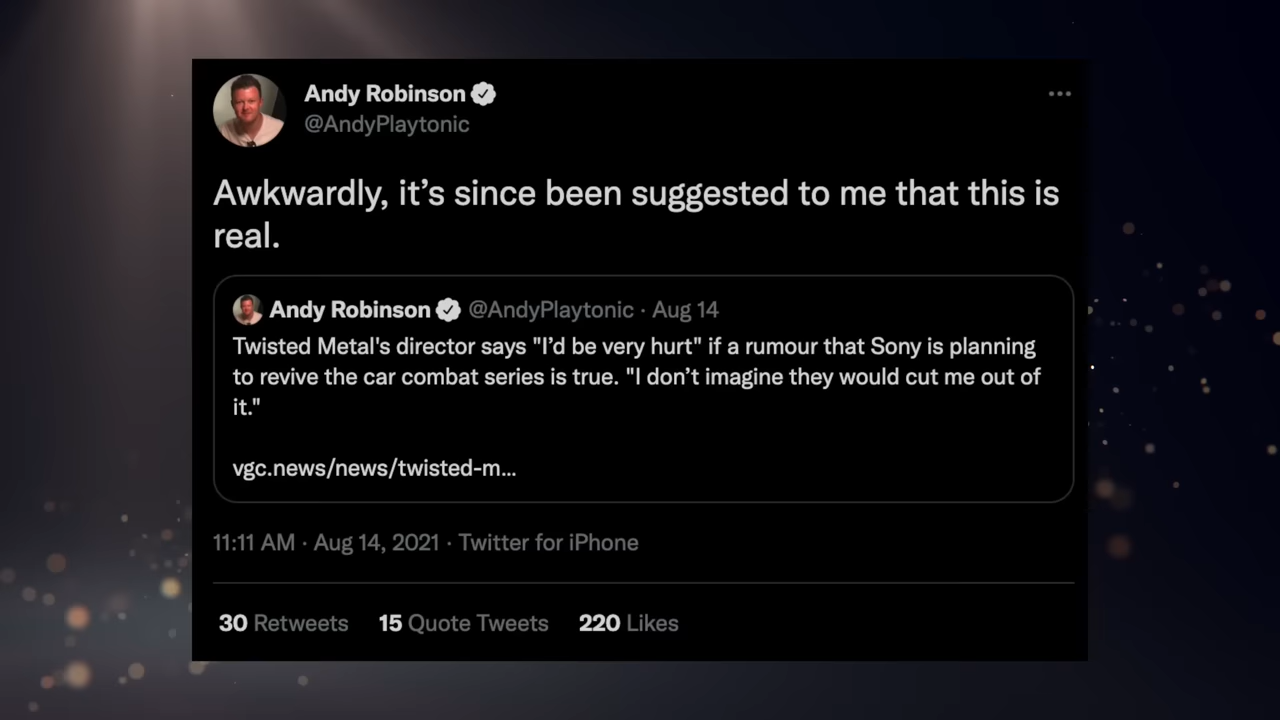 Andy Robinson
@AndyPlaytonic
Awkwardly, it’s since been suggested to me that this is
real.
Andy Robinson @AndyPlaytonic · Aug 14
Twisted Metal's director says "I’d be very hurt" if a rumour that Sony is planning
to revive the car combat series is true. "I don’t imagine they would cut me out of
it."
vgc.news/news/twisted-m...
11:11 AM · Aug 14, 2021 · Twitter for iPhone
30 Retweets 15 Quote Tweets 220 Likes